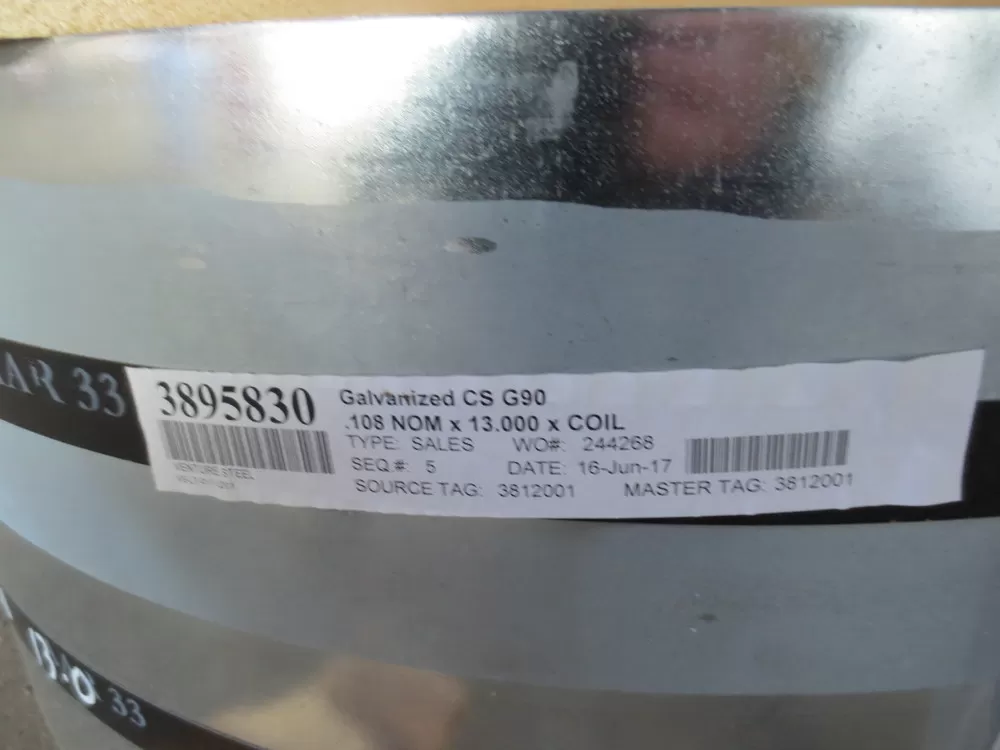 33
3895830
Galvanized CS G90
.108 NOM x 13.000 x COIL
TYPE: SALES WO#: 244268
SEQ.#: 5 DATE: 16-Jun-17
VENTURE STEEL
SOURCE TAG: 3812001 MASTER TAG: 3812001
33